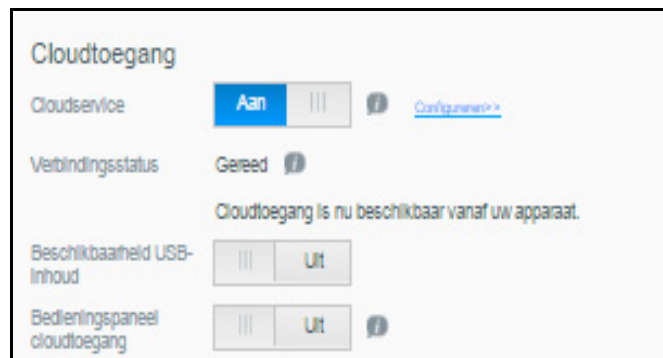 Cloudtoegang
Cloudservice Aan Configureren>>
Verbindingsstatus Gereed
Cloudtoegang is nu beschikbaar vanaf uw apparaat.
Beschikbaarheid USB-
inhoud Uit
Bedieningspaneel
cloudtoegang Uit